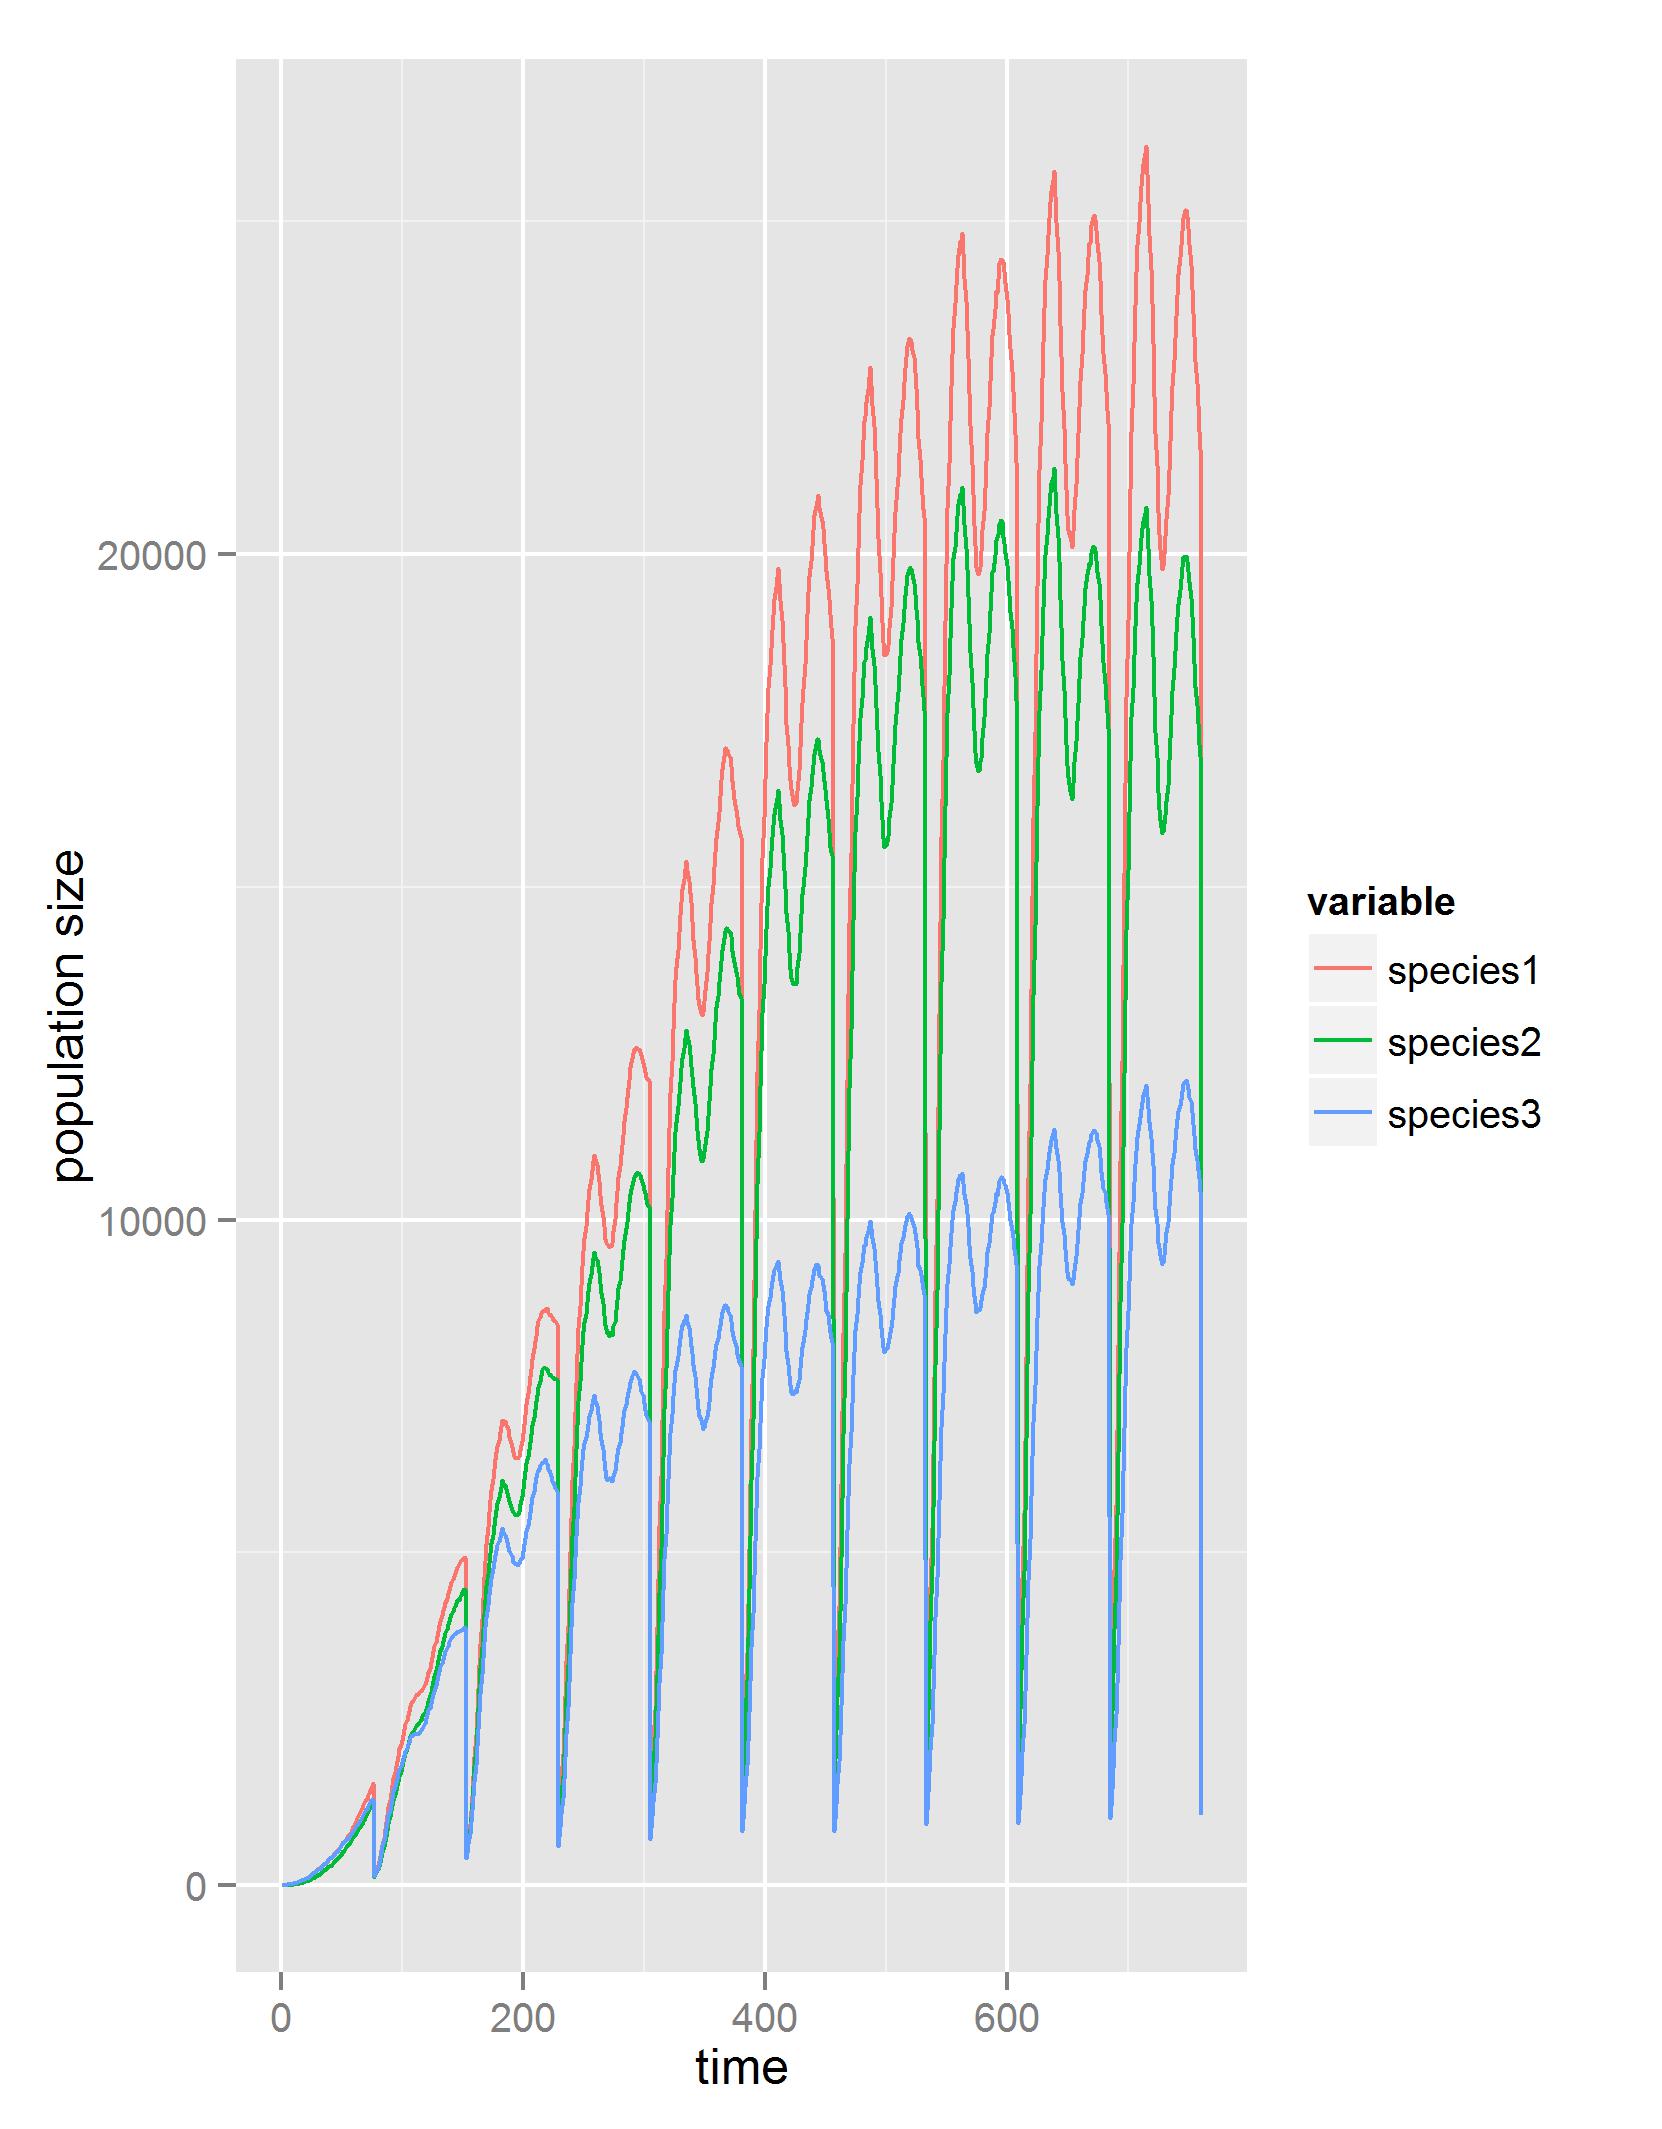 population size
20000
10000
0
0 200 400 600
time
variable
species1
species2
species3